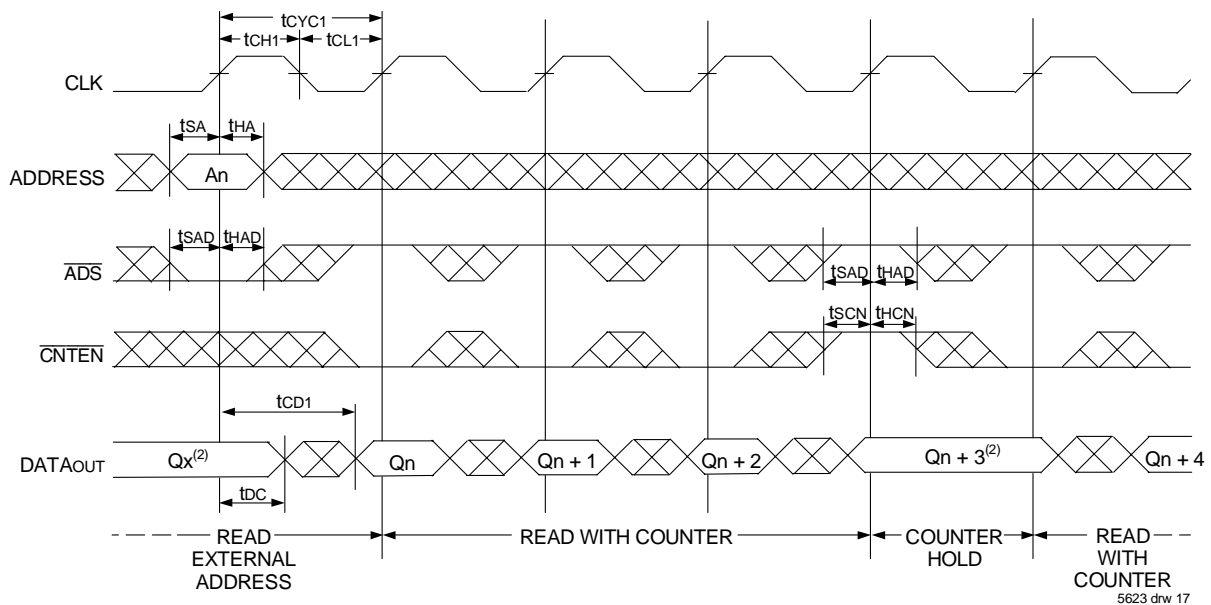 tCYC1
tCH1
tCL1
CLK
tSA
tHA
ADDRESS
An
tSAD
tHAD
ADS
tSAD
tHAD
tSCN
tHCN
CNTEN
tCD1
DATAOUT
Qx(2)
Qn
Qn + 1
Qn + 2
Qn + 3(2)
Qn + 4
tDC
READ
EXTERNAL
ADDRESS
READ WITH COUNTER
COUNTER
HOLD
READ
WITH
COUNTER
5623 drw 17